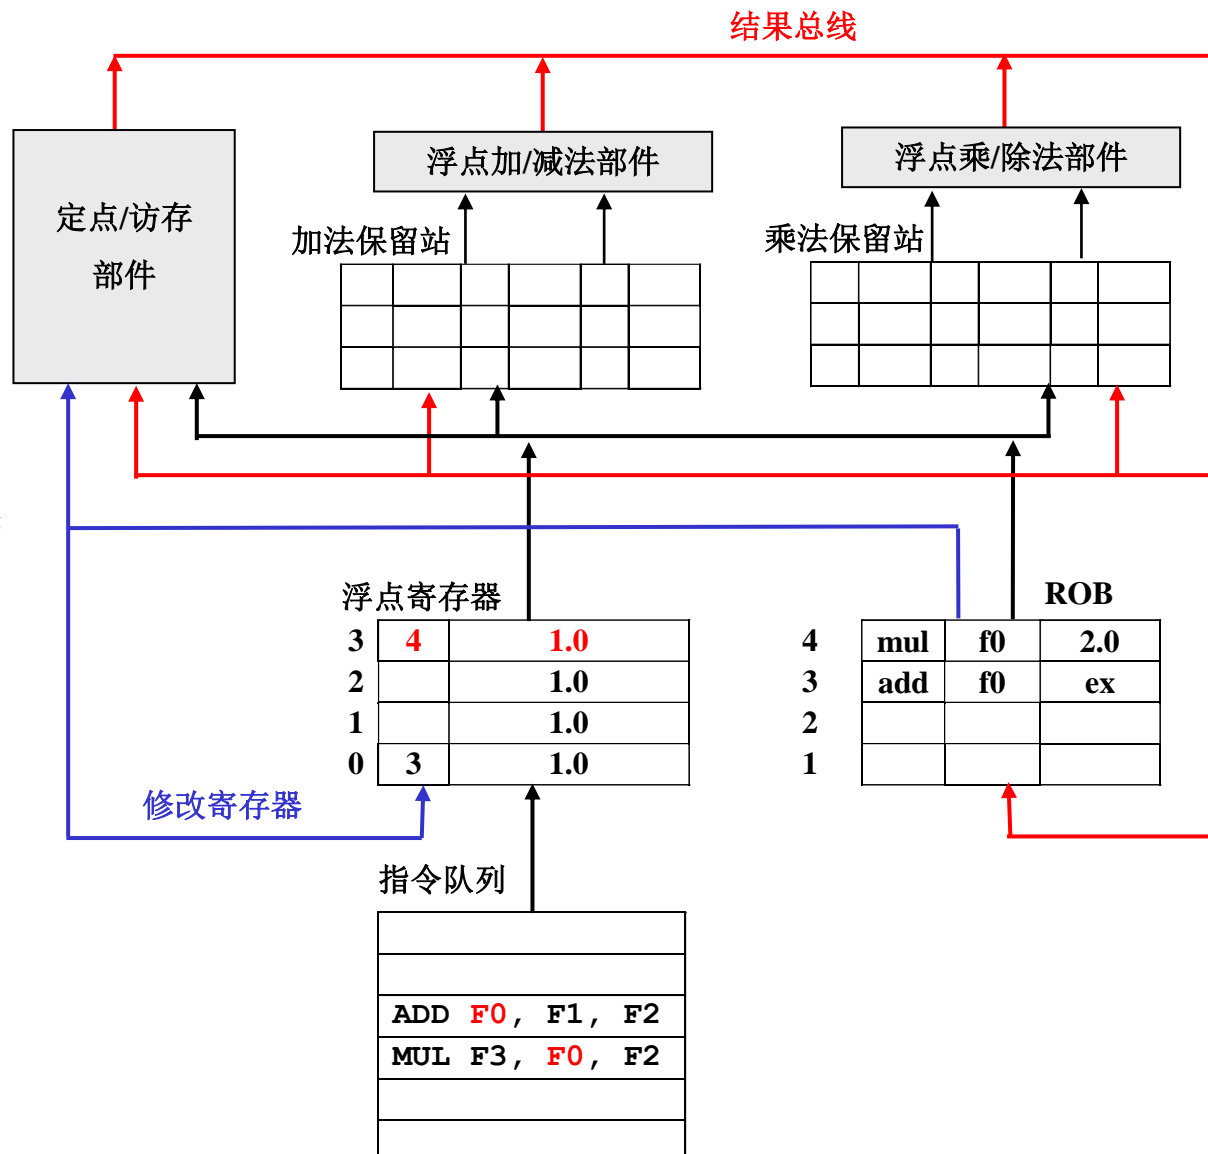 结果总线
定点/访存
部件
浮点加/减法部件
浮点乘/除法部件
加法保留站
乘法保留站
浮点寄存器
3 4 1.0
2 1.0
1 1.0
0 3 1.0
ROB
4 mul f0 2.0
3 add f0 ex
2
1
修改寄存器
指令队列
ADD F0, F1, F2
MUL F3, F0, F2